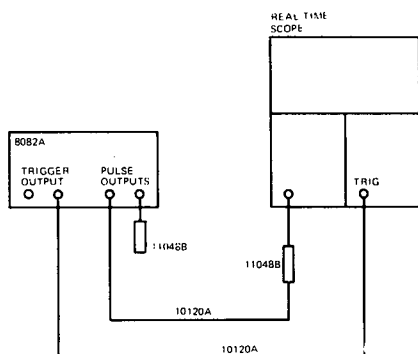 REAL TIME
SCOPE
8082A
TRIGGER
OUTPUT
PULSE
OUTPUTS
TRIG
11048B
11048B
10120A
10120A